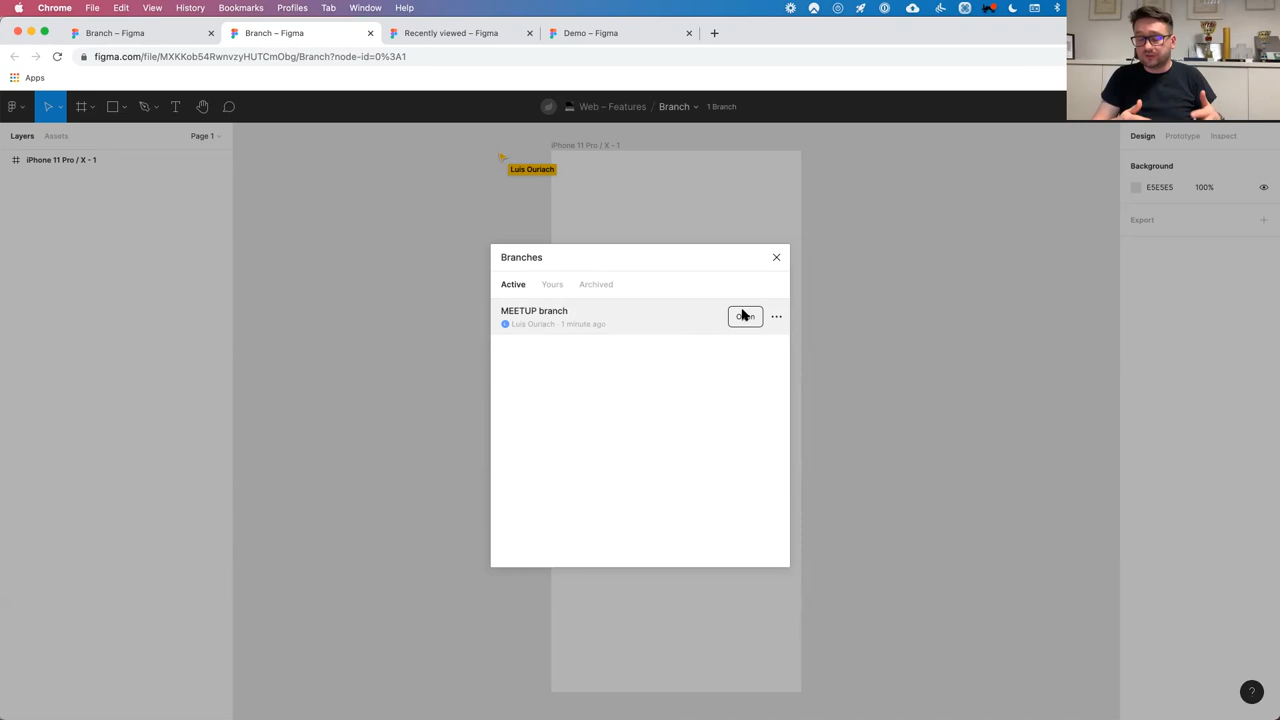 Chrome File Edit View History Bookmarks Profiles Tab Window Help
Branch – Figma
Branch – Figma
Recently viewed – Figma
Demo – Figma
figma.com/file/MXKKob54RwnvzyHUTCmObg/Branch?node-id=0%3A1
Apps
Web – Features / Branch 1 Branch
Layers Assets Page 1
iPhone 11 Pro / X - 1
iPhone 11 Pro / X - 1
Luis Ouriach
Design Prototype Inspect
Background
E5E5E5 100%
Export
Branches
Active Yours Archived
MEETUP branch
Luis Ouriach · 1 minute ago
?